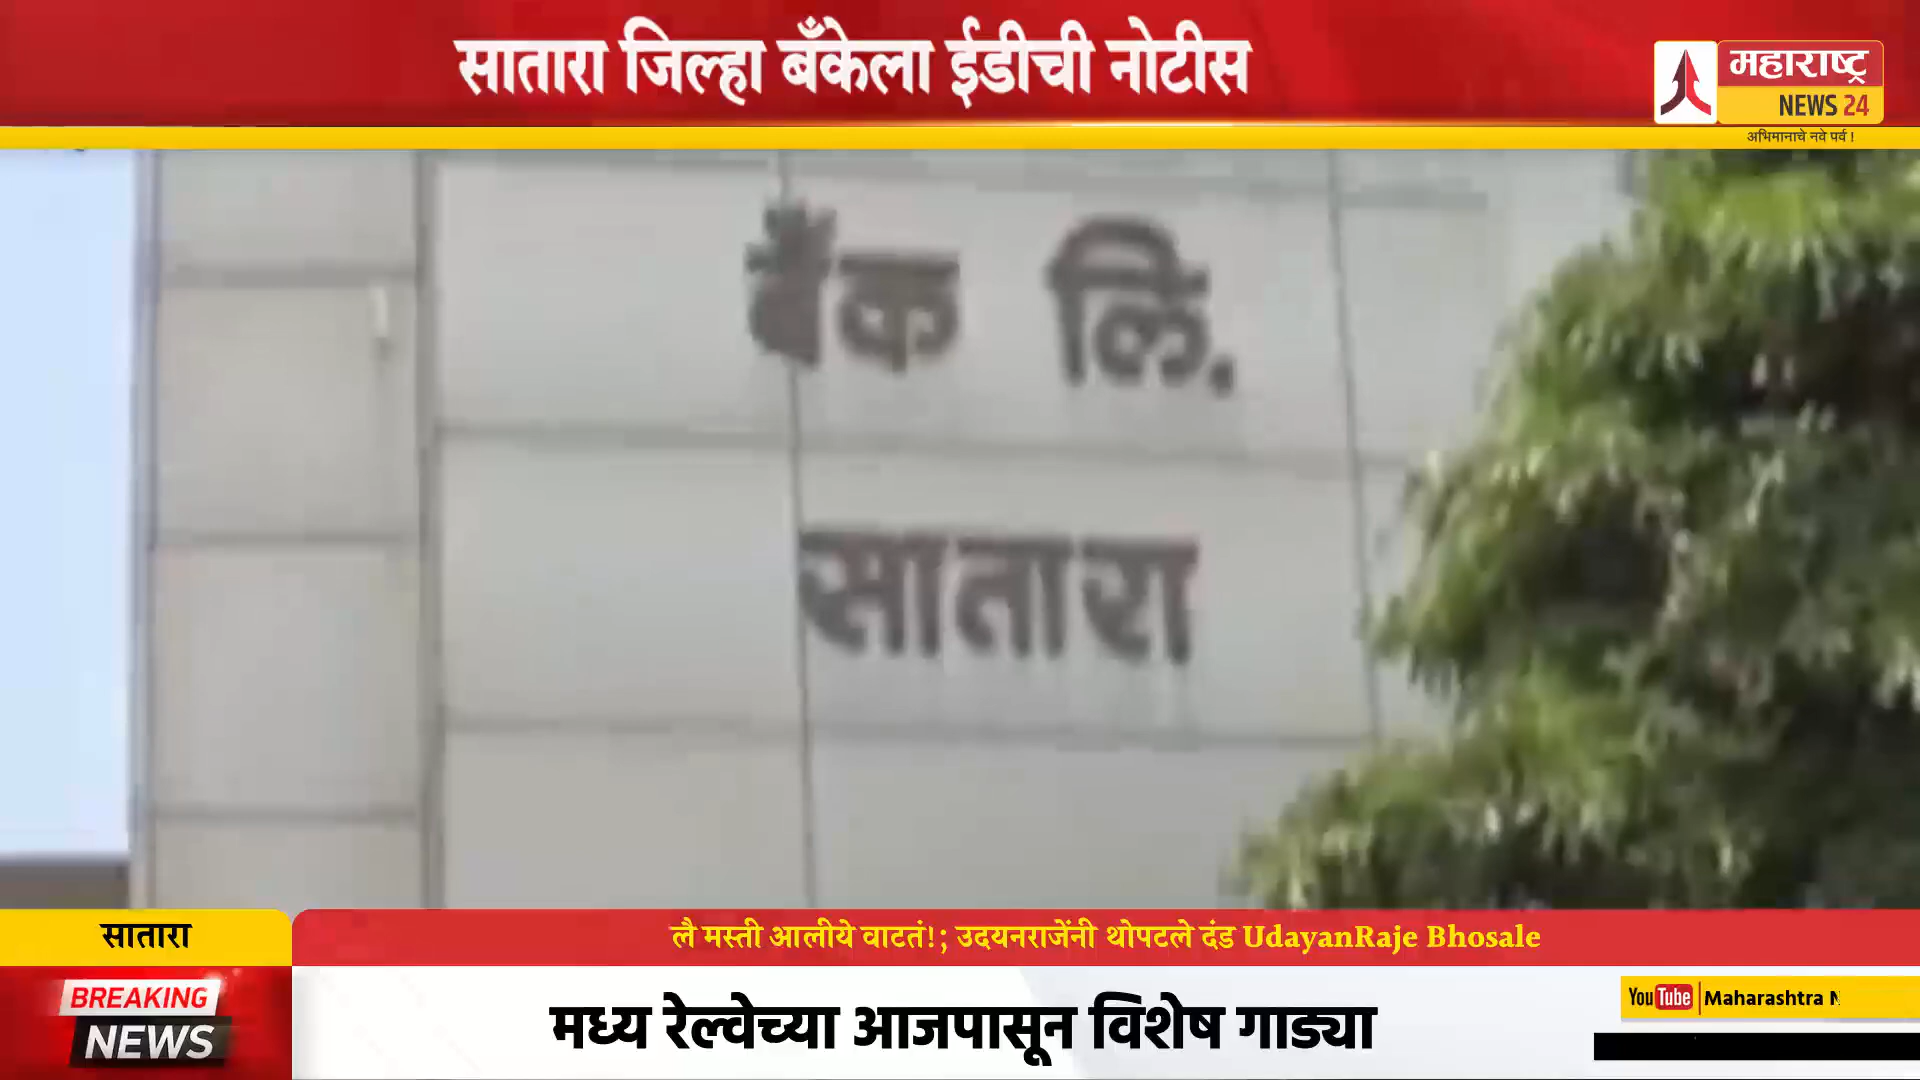 सातारा जिल्हा बँकेला ईडीची नोटीस
महाराष्ट्र
NEWS 24
अभिमानाचे नवे पर्व !
बँक लि.
सातारा
सातारा
लै मस्ती आलीये वाटतं!; उदयनराजेंनी थोपटले दंड UdayanRaje Bhosale
BREAKING
NEWS
मध्य रेल्वेच्या आजपासून विशेष गाड्या
YouTube
Maharashtra